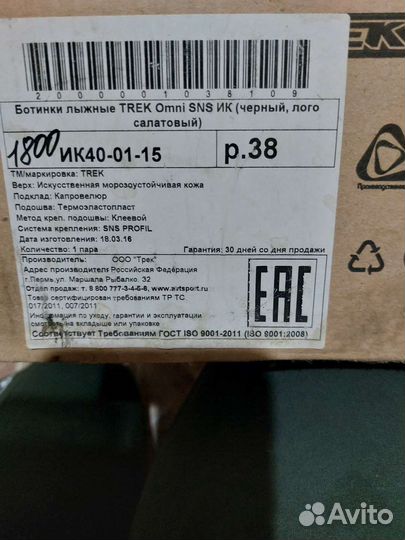 2000001038109
Ботинки лыжные TREK Omni SNS ИК (черный, лого
салатовый)
1800 ИК40-01-15
р.38
ТМ/маркировка: TREK
Верх: Искусственная морозоустойчивая кожа
Подклад: Капровелюр
Подошва: Термоэластопласт
Метод креп. подошвы: Клеевой
Система крепления: SNS PROFIL
Дата изготовления: 18.03.16
Количество: 1 пара
Гарантия: 30 дней со дня продажи
Производитель: ООО "Трек"
Адрес производителя Российская Федерация
г.Пермь,ул. Маршала Рыбалко. 32
Отдел продаж: т. 8 800 777-3-4-5-8, www.avtsport.ru
Товар сертифицирован требованиям ТР ТС
017/2011, 007/2011
Информация по уходу, гарантии и эксплуатации
смотреть на вкладыше или упаковке
Соответствует Требованиям ГОСТ ISO 9001-2011 (ISO 9001:2008)
EAC
Avito